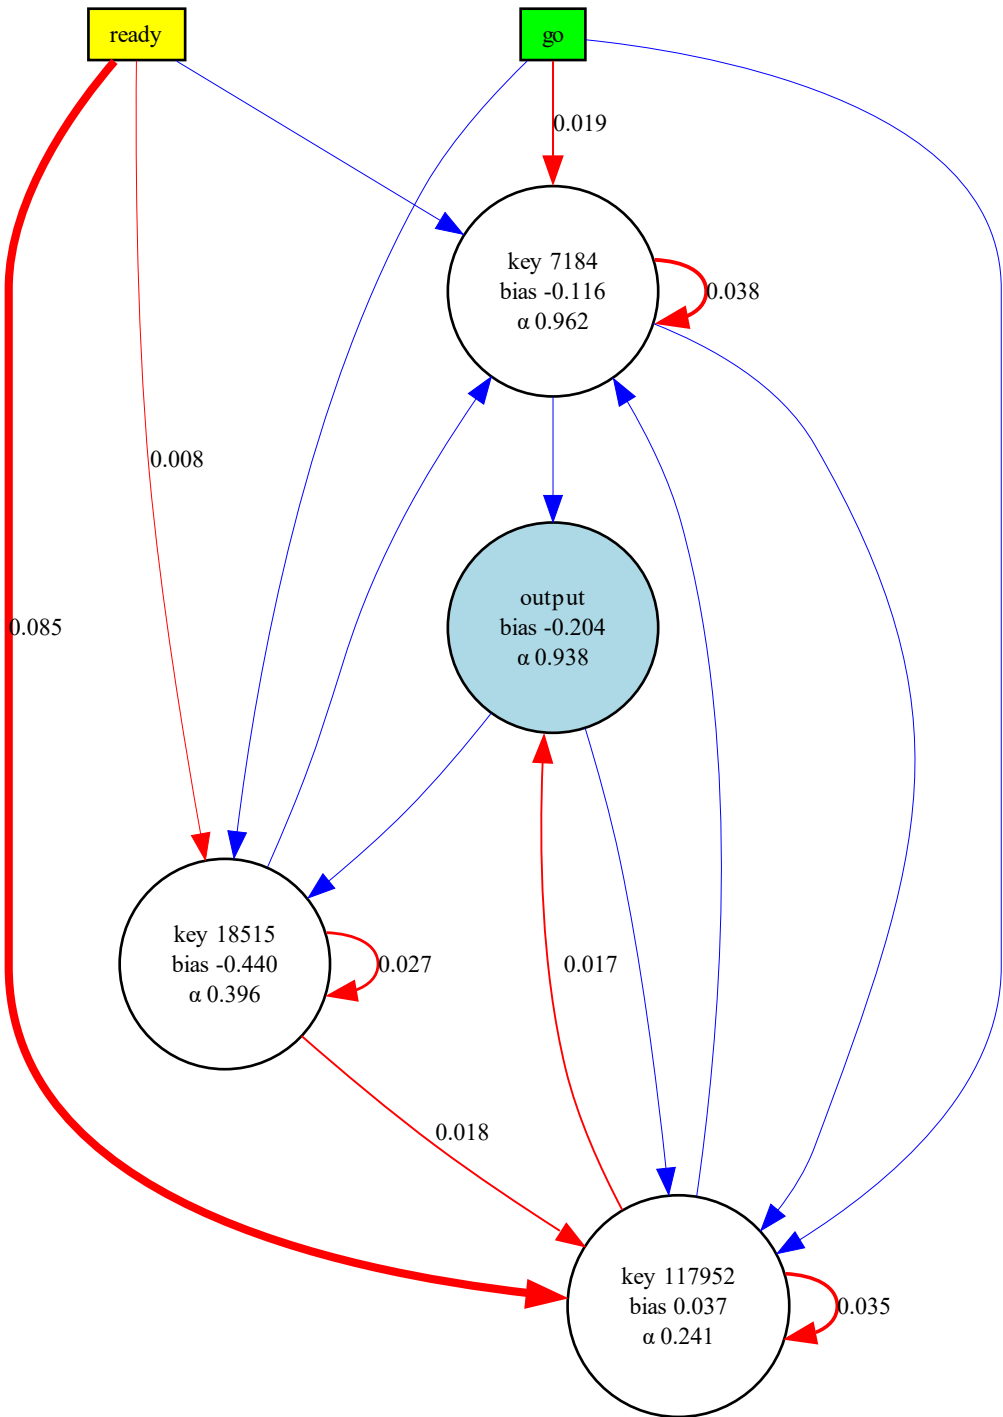 ready
go
0.019
key 7184
bias -0.116
α 0.962
0.038
0.008
output
bias -0.204
α 0.938
0.085
key 18515
bias -0.440
α 0.396
0.027
0.017
0.018
key 117952
bias 0.037
α 0.241
0.035